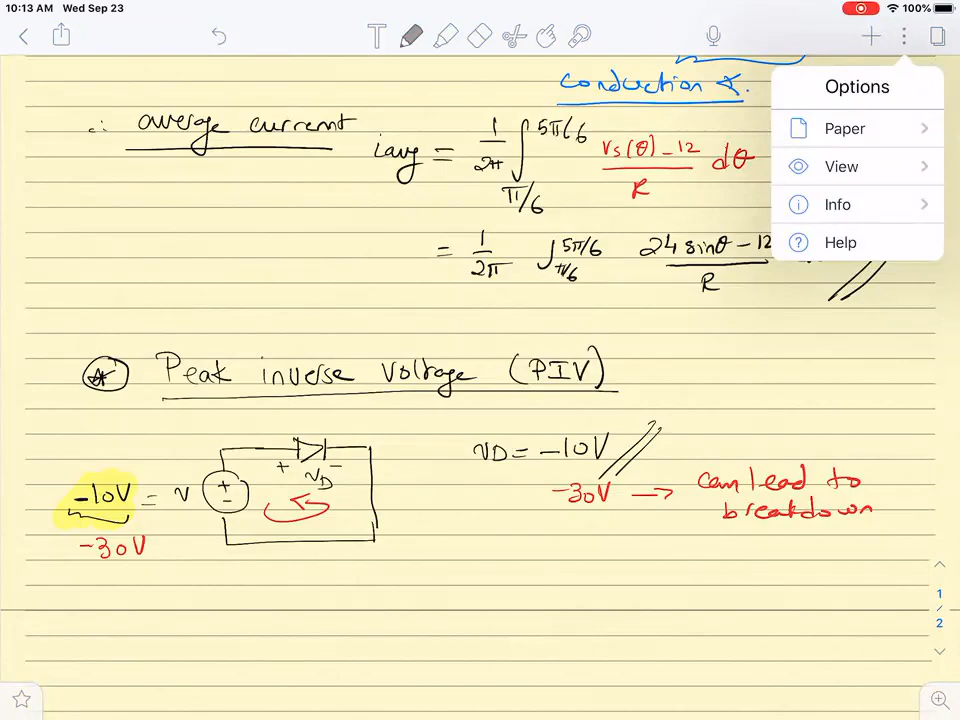 10:13 AM Wed Sep 23
100%
T
Options
Paper
View
Info
Help
conduction ∢.
∴ average current iavg = 1/2π ∫ π/6 5π/6 vs(θ) - 12 / R dθ
= 1/2π ∫ π/6 5π/6 24 sinθ - 12 / R
* Peak inverse voltage (PIV)
-10V = v
+ vD -
+
-
-30V
vD = -10V
-30V → can lead to
breakdown
1
/
2